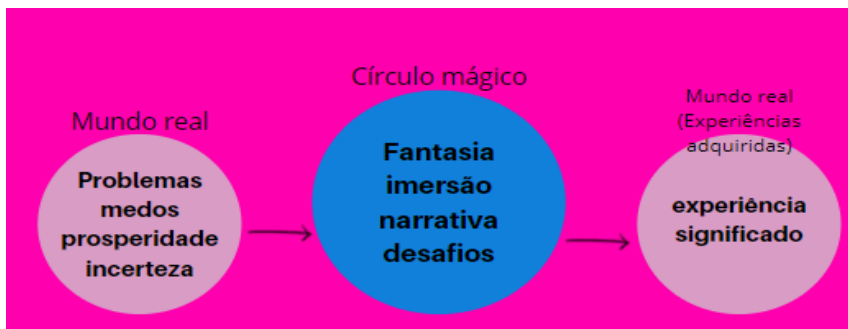 Mundo real
Problemas
medos
prosperidade
incerteza
Círculo mágico
Fantasia
imersão
narrativa
desafios
Mundo real
(Experiências
adquiridas)
experiência
significado